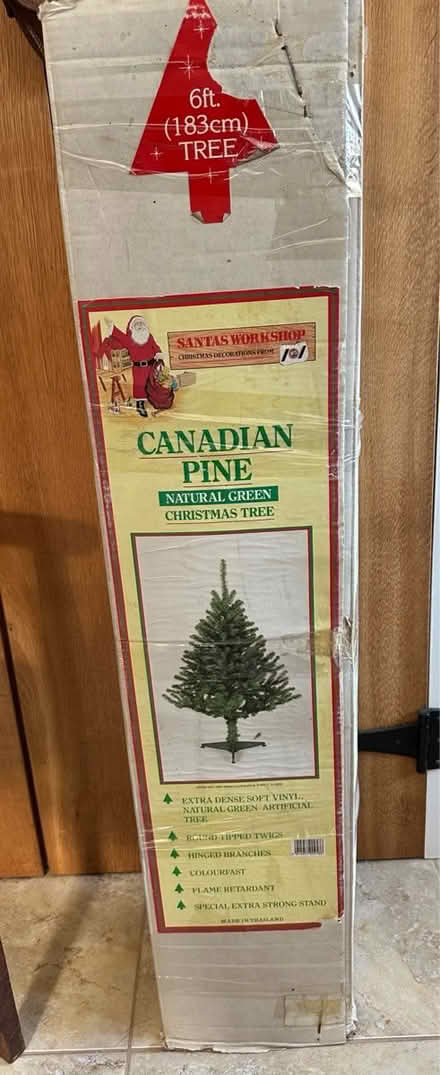 6ft.
(183cm)
TREE
SANTAS WORKSHOP
CHRISTMAS DECORATIONS FROM
CANADIAN
PINE
NATURAL GREEN
CHRISTMAS TREE
EXTRA DENSE SOFT VINYL,
NATURAL GREEN ARTIFICIAL
TREE
ROUND TIPPED TWIGS
HINGED BRANCHES
COLOURFAST
FLAME RETARDANT
SPECIAL EXTRA STRONG STAND
MADE IN THAILAND